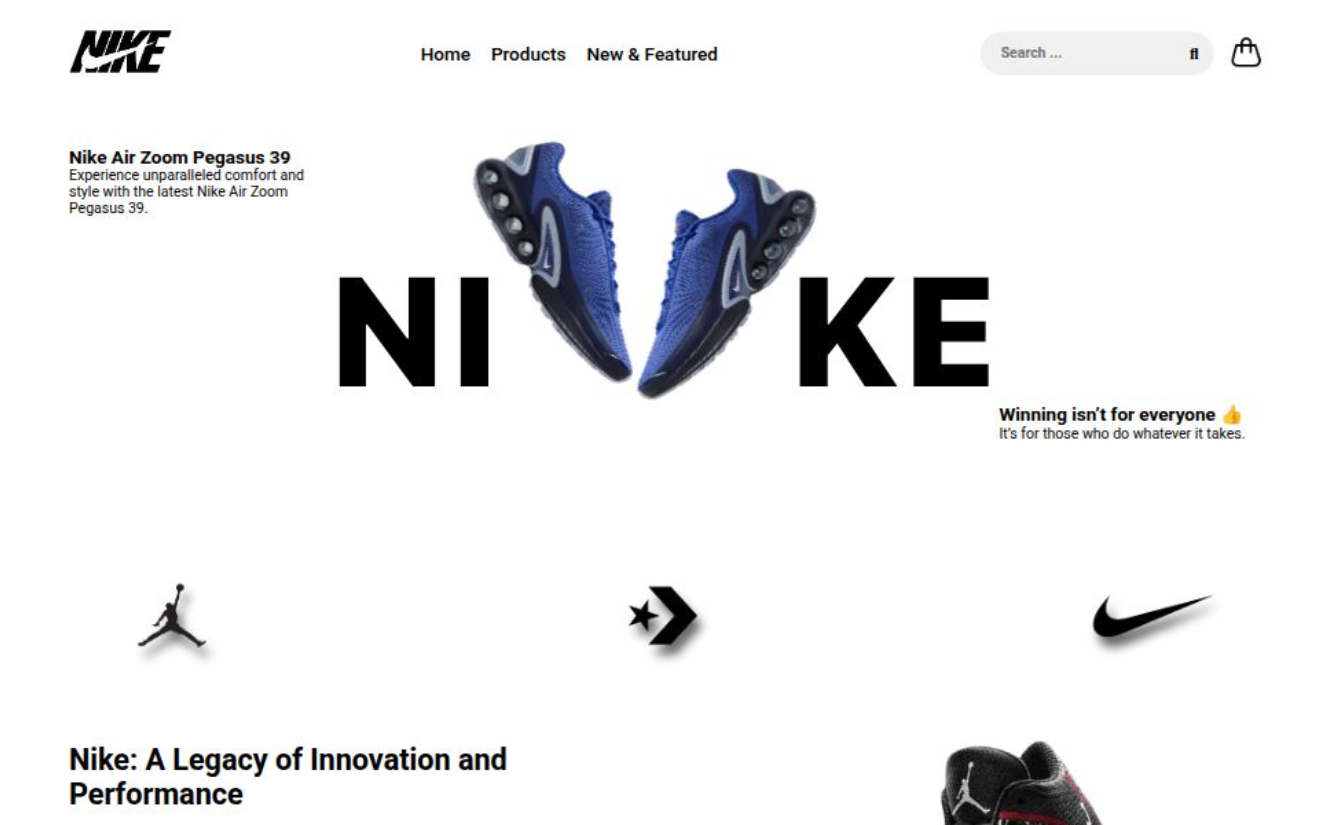 NIKE
Home Products New & Featured
Search ...
Nike Air Zoom Pegasus 39
Experience unparalleled comfort and
style with the latest Nike Air Zoom
Pegasus 39.
NI KE
Winning isn’t for everyone 👍
It’s for those who do whatever it takes.
Nike: A Legacy of Innovation and
Performance